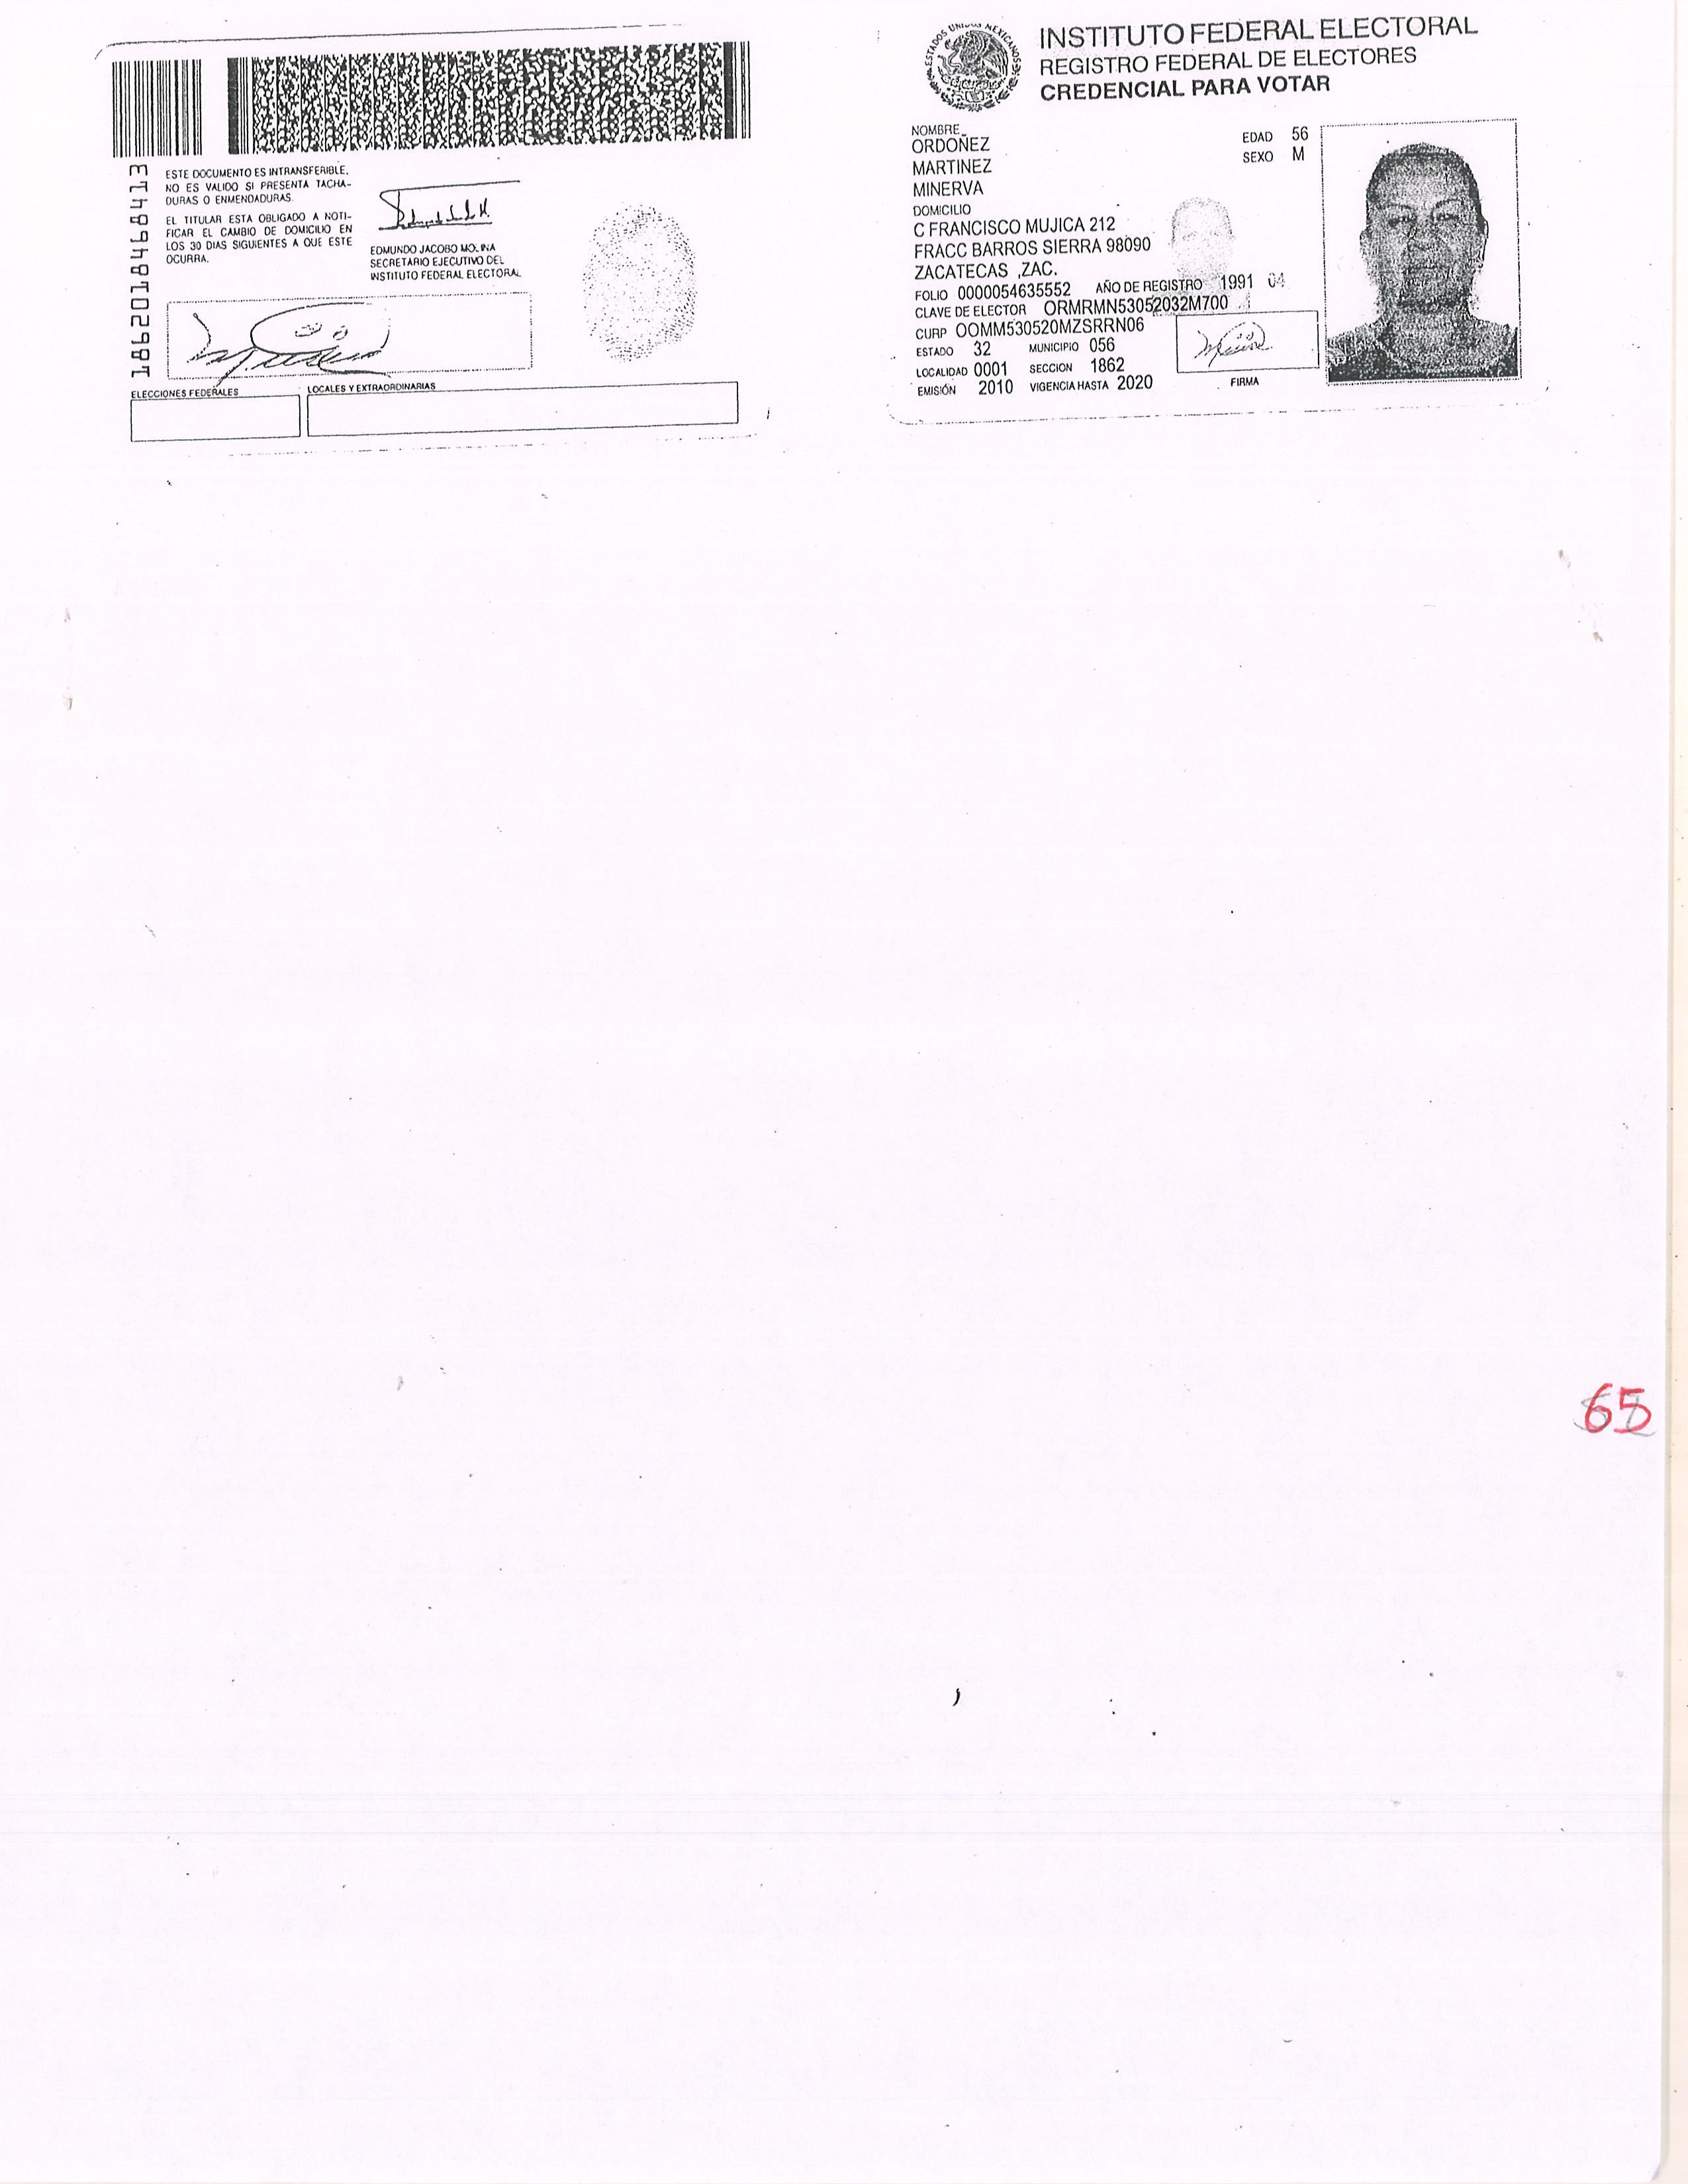 1862018468413
ESTE DOCUMENTO ES INTRANSFERIBLE,
NO ES VALIDO SI PRESENTA TACHA-
DURAS O ENMENDADURAS.
EL TITULAR ESTA OBLIGADO A NOTI-
FICAR EL CAMBIO DE DOMICILIO EN
LOS 30 DIAS SIGUIENTES A QUE ESTE
OCURRA.
EDMUNDO JACOBO MOLINA
SECRETARIO EJECUTIVO DEL
INSTITUTO FEDERAL ELECTORAL
ELECCIONES FEDERALES
LOCALES Y EXTRAORDINARIAS
ESTADOS UNIDOS MEXICANOS
INSTITUTO FEDERAL ELECTORAL
REGISTRO FEDERAL DE ELECTORES
CREDENCIAL PARA VOTAR
NOMBRE
ORDOÑEZ
MARTINEZ
MINERVA
EDAD 56
SEXO M
DOMICILIO
C FRANCISCO MUJICA 212
FRACC BARROS SIERRA 98090
ZACATECAS ,ZAC.
FOLIO 0000054635552 AÑO DE REGISTRO 1991 04
CLAVE DE ELECTOR ORMRMN53052032M700
CURP OOMM530520MZSRRN06
ESTADO 32 MUNICIPIO 056
LOCALIDAD 0001 SECCION 1862
EMISIÓN 2010 VIGENCIA HASTA 2020
FIRMA
65